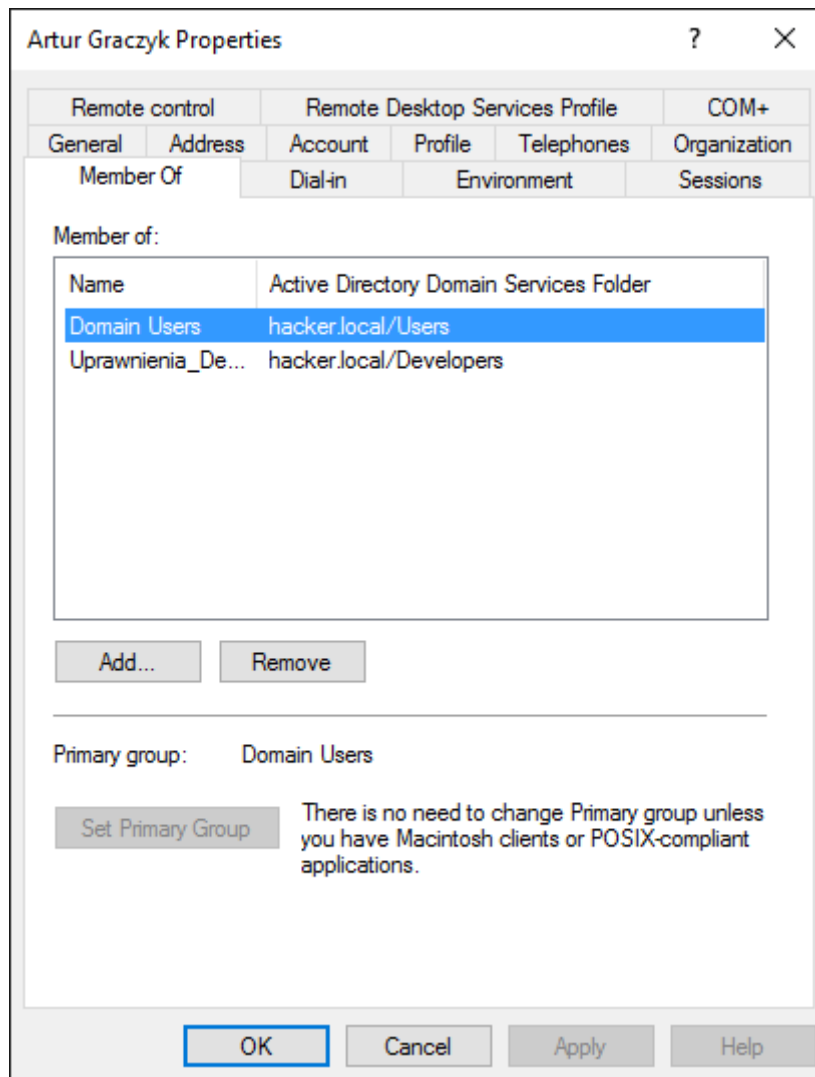 Artur Graczyk Properties
Remote control Remote Desktop Services Profile COM+
General Address Account Profile Telephones Organization
Member Of Dial-in Environment Sessions
Member of:
Name Active Directory Domain Services Folder
Domain Users hacker.local/Users
Uprawnienia_De... hacker.local/Developers
Add... Remove
Primary group: Domain Users
Set Primary Group
There is no need to change Primary group unless
you have Macintosh clients or POSIX-compliant
applications.
OK Cancel Apply Help